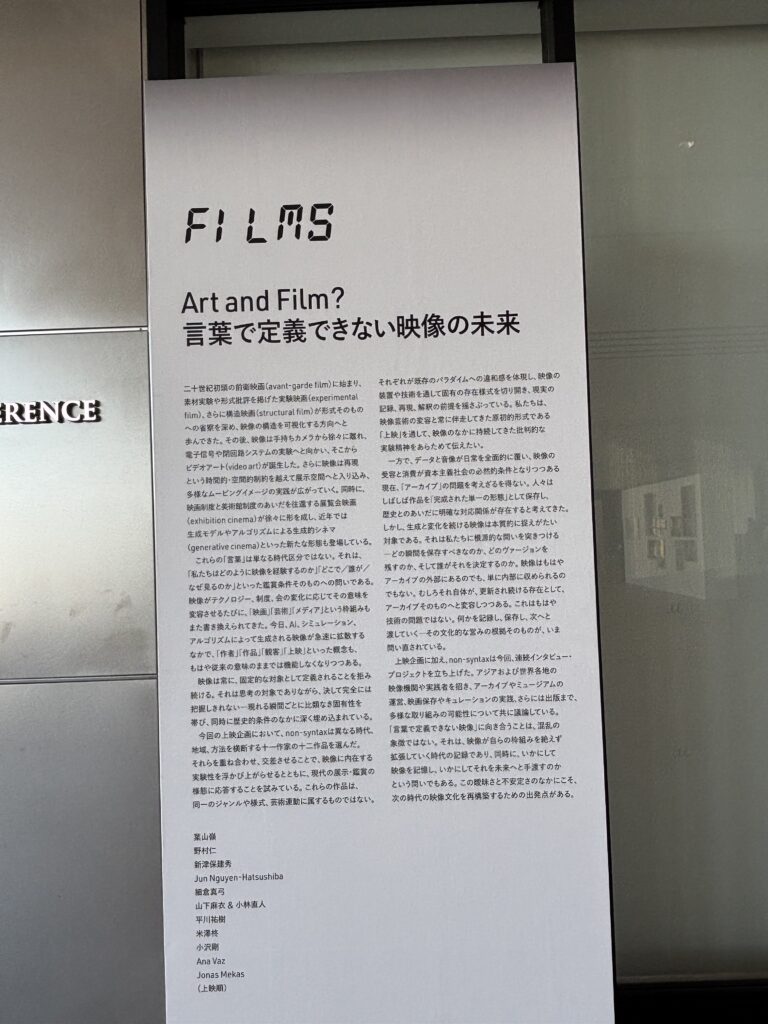 ERENCE
FILMS
Art and Film?
言葉で定義できない映像の未来
二十世紀初頭の前衛映画(avant-garde film)に始まり、
素材実験や形式批評を掲げた実験映画(experimental
film)、さらに構造映画(structural film)が形式そのもの
への省察を深め、映像の構造を可視化する方向へと
歩んできた。その後、映像は手持ちカメラから徐々に離れ、
電子信号や閉回路システムの実験へと向かい、そこから
ビデオアート(video art)が誕生した。さらに映像は再現
という時間的・空間的制約を超えて展示空間へと入り込み、
多様なムービングイメージの実践が広がっていく。同時に、
映画制度と美術館制度のあいだを往還する展覧会映画
(exhibition cinema)が徐々に形を成し、近年では
生成モデルやアルゴリズムによる生成的シネマ
(generative cinema)といった新たな形態も登場している。
これらの「言葉」は単なる時代区分ではない。それは、
「私たちはどのように映像を経験するのか」「どこで/誰が/
なぜ見るのか」といった鑑賞条件そのものへの問いである。
映像がテクノロジー、制度、会の変化に応じてその意味を
変容させるたびに、「映画」「芸術」「メディア」という枠組みも
また書き換えられてきた。今日、AI、シミュレーション、
アルゴリズムによって生成される映像が急速に拡散する
なかで、「作者」「作品」「観客」「上映」といった概念も、
もはや従来の意味のままでは機能しなくなりつつある。
映像は常に、固定的な対象として定義されることを拒み
続ける。それは思考の対象でありながら、決して完全には
把握しきれない—現れる瞬間ごとに比類なき固有性を
帯び、同時に歴史的条件のなかに深く埋め込まれている。
今回の上映企画において、non-syntaxは異なる時代、
地域、方法を横断する十一作家の十二作品を選んだ。
それらを重ね合わせ、交差させることで、映像に内在する
実験性を浮かび上がらせるとともに、現代の展示・鑑賞の
様態に応答することを試みている。これらの作品は、
同一のジャンルや様式、芸術運動に属するものではない。
それぞれが既存のパラダイムへの違和感を体現し、映像の
装置や技術を通して固有の存在様式を切り開き、現実の
記録、再現、解釈の前提を揺さぶっている。私たちは、
映像芸術の変容と常に伴走してきた原初的形式である
「上映」を通して、映像のなかに持続してきた批判的な
実験精神をあらためて伝えたい。
一方で、データと音像が日常を全面的に覆い、映像の
受容と消費が資本主義社会の必然的条件となりつつある
現在、「アーカイブ」の問題を考えざるを得ない。人々は
しばしば作品を「完成された単一の形態」として保存し、
歴史とのあいだに明確な対応関係が存在すると考えてきた。
しかし、生成と変化を続ける映像は本質的に捉えがたい
対象である。それは私たちに根源的な問いを突きつける
—どの瞬間を保存すべきなのか、どのヴァージョンを
残すのか、そして誰がそれを決定するのか。映像はもはや
アーカイブの外部にあるのでも、単に内部に収められるの
でもない。むしろそれ自体が、更新され続ける存在として、
アーカイブそのものへと変容しつつある。これはもはや
技術の問題ではない。何かを記録し、保存し、次へと
渡していく—その文化的な営みの根拠そのものが、いま
問い直されている。
上映企画に加え、non-syntaxは今回、連続インタビュー・
プロジェクトを立ち上げた。アジアおよび世界各地の
映像機関や実践者を招き、アーカイブやミュージアムの
運営、映画保存やキュレーションの実践、さらには出版まで、
多様な取り組みの可能性について共に議論している。
「言葉で定義できない映像」に向き合うことは、混乱の
象徴ではない。それは、映像が自らの枠組みを絶えず
拡張していく時代の記録であり、同時に、いかにして
映像を記憶し、いかにしてそれを未来へと手渡すのか
という問いでもある。この曖昧さと不安定さのなかにこそ、
次の時代の映像文化を再構築するための出発点がある。
葉山嶺
野村仁
新津保建秀
Jun Nguyen-Hatsushiba
細倉真弓
山下麻衣 & 小林直人
平川祐樹
米澤柊
小沢剛
Ana Vaz
Jonas Mekas
(上映順)